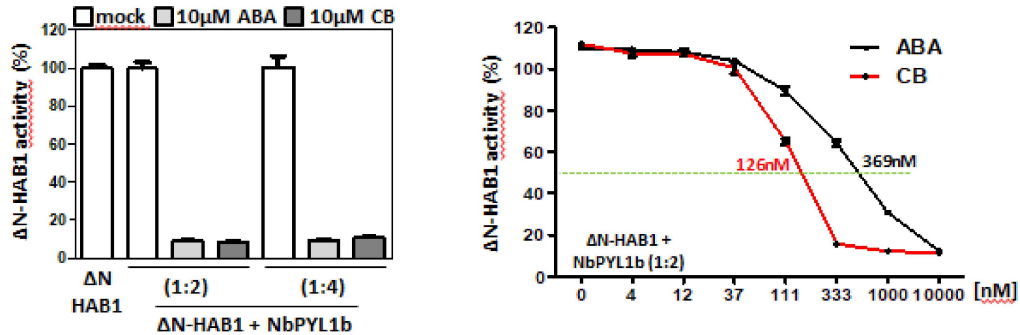 mock 10μM ABA 10μM CB
ΔN-HAB1 activity (%)
120
100
80
60
40
20
0
ΔN
HAB1
(1:2) (1:4)
ΔN-HAB1 + NbPYL1b
ΔN-HAB1 activity (%)
120
100
80
60
40
20
0
ABA
CB
126nM
369nM
ΔN-HAB1 +
NbPYL1b (1:2)
0 4 12 37 111 333 1000 10000 [nM]